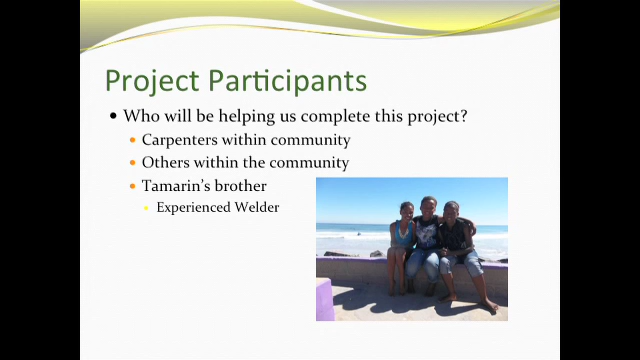 Project Participants
Who will be helping us complete this project?
Carpenters within community
Others within the community
Tamarin's brother
Experienced Welder